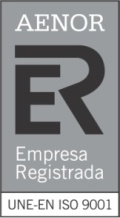 AENOR
ER
Empresa
Registrada
UNE-EN ISO 9001